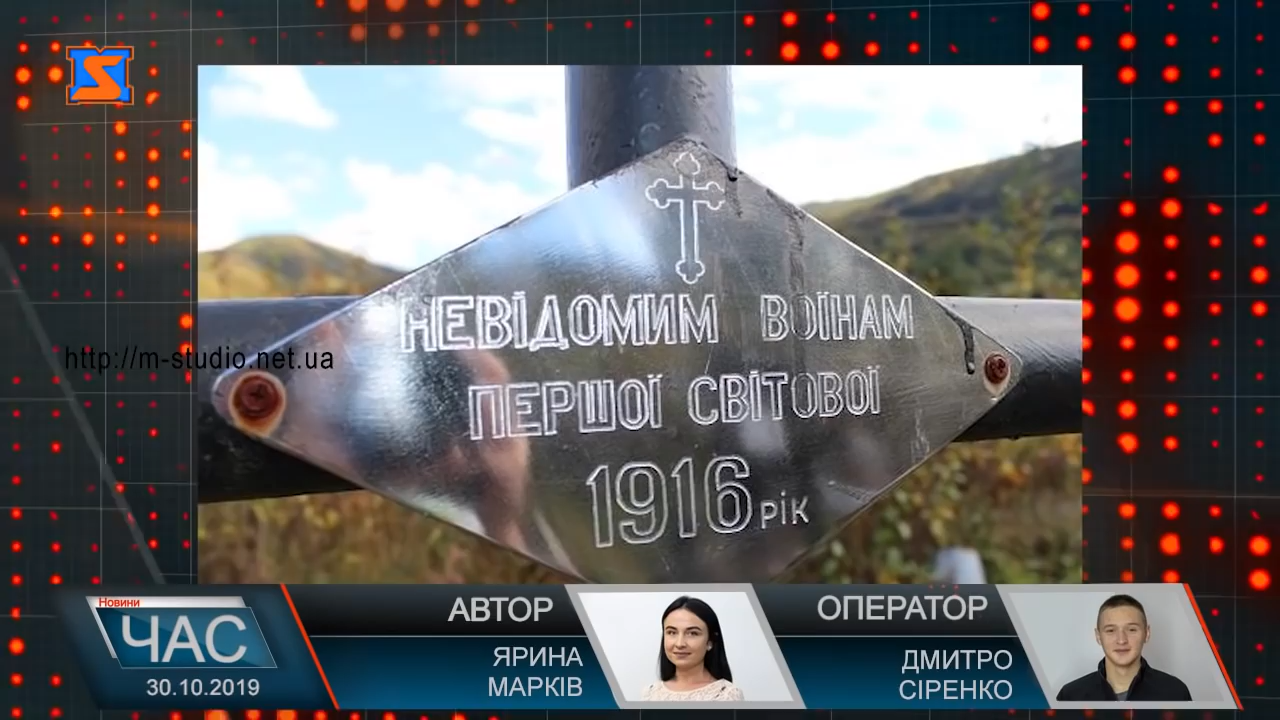 НЕВІДОМИМ ВОЇНАМ
ПЕРШОЇ СВІТОВОЇ
1916 рік
http://m-studio.net.ua
Новини
ЧАС
30.10.2019
АВТОР
ЯРИНА
МАРКІВ
ОПЕРАТОР
ДМИТРО
СІРЕНКО